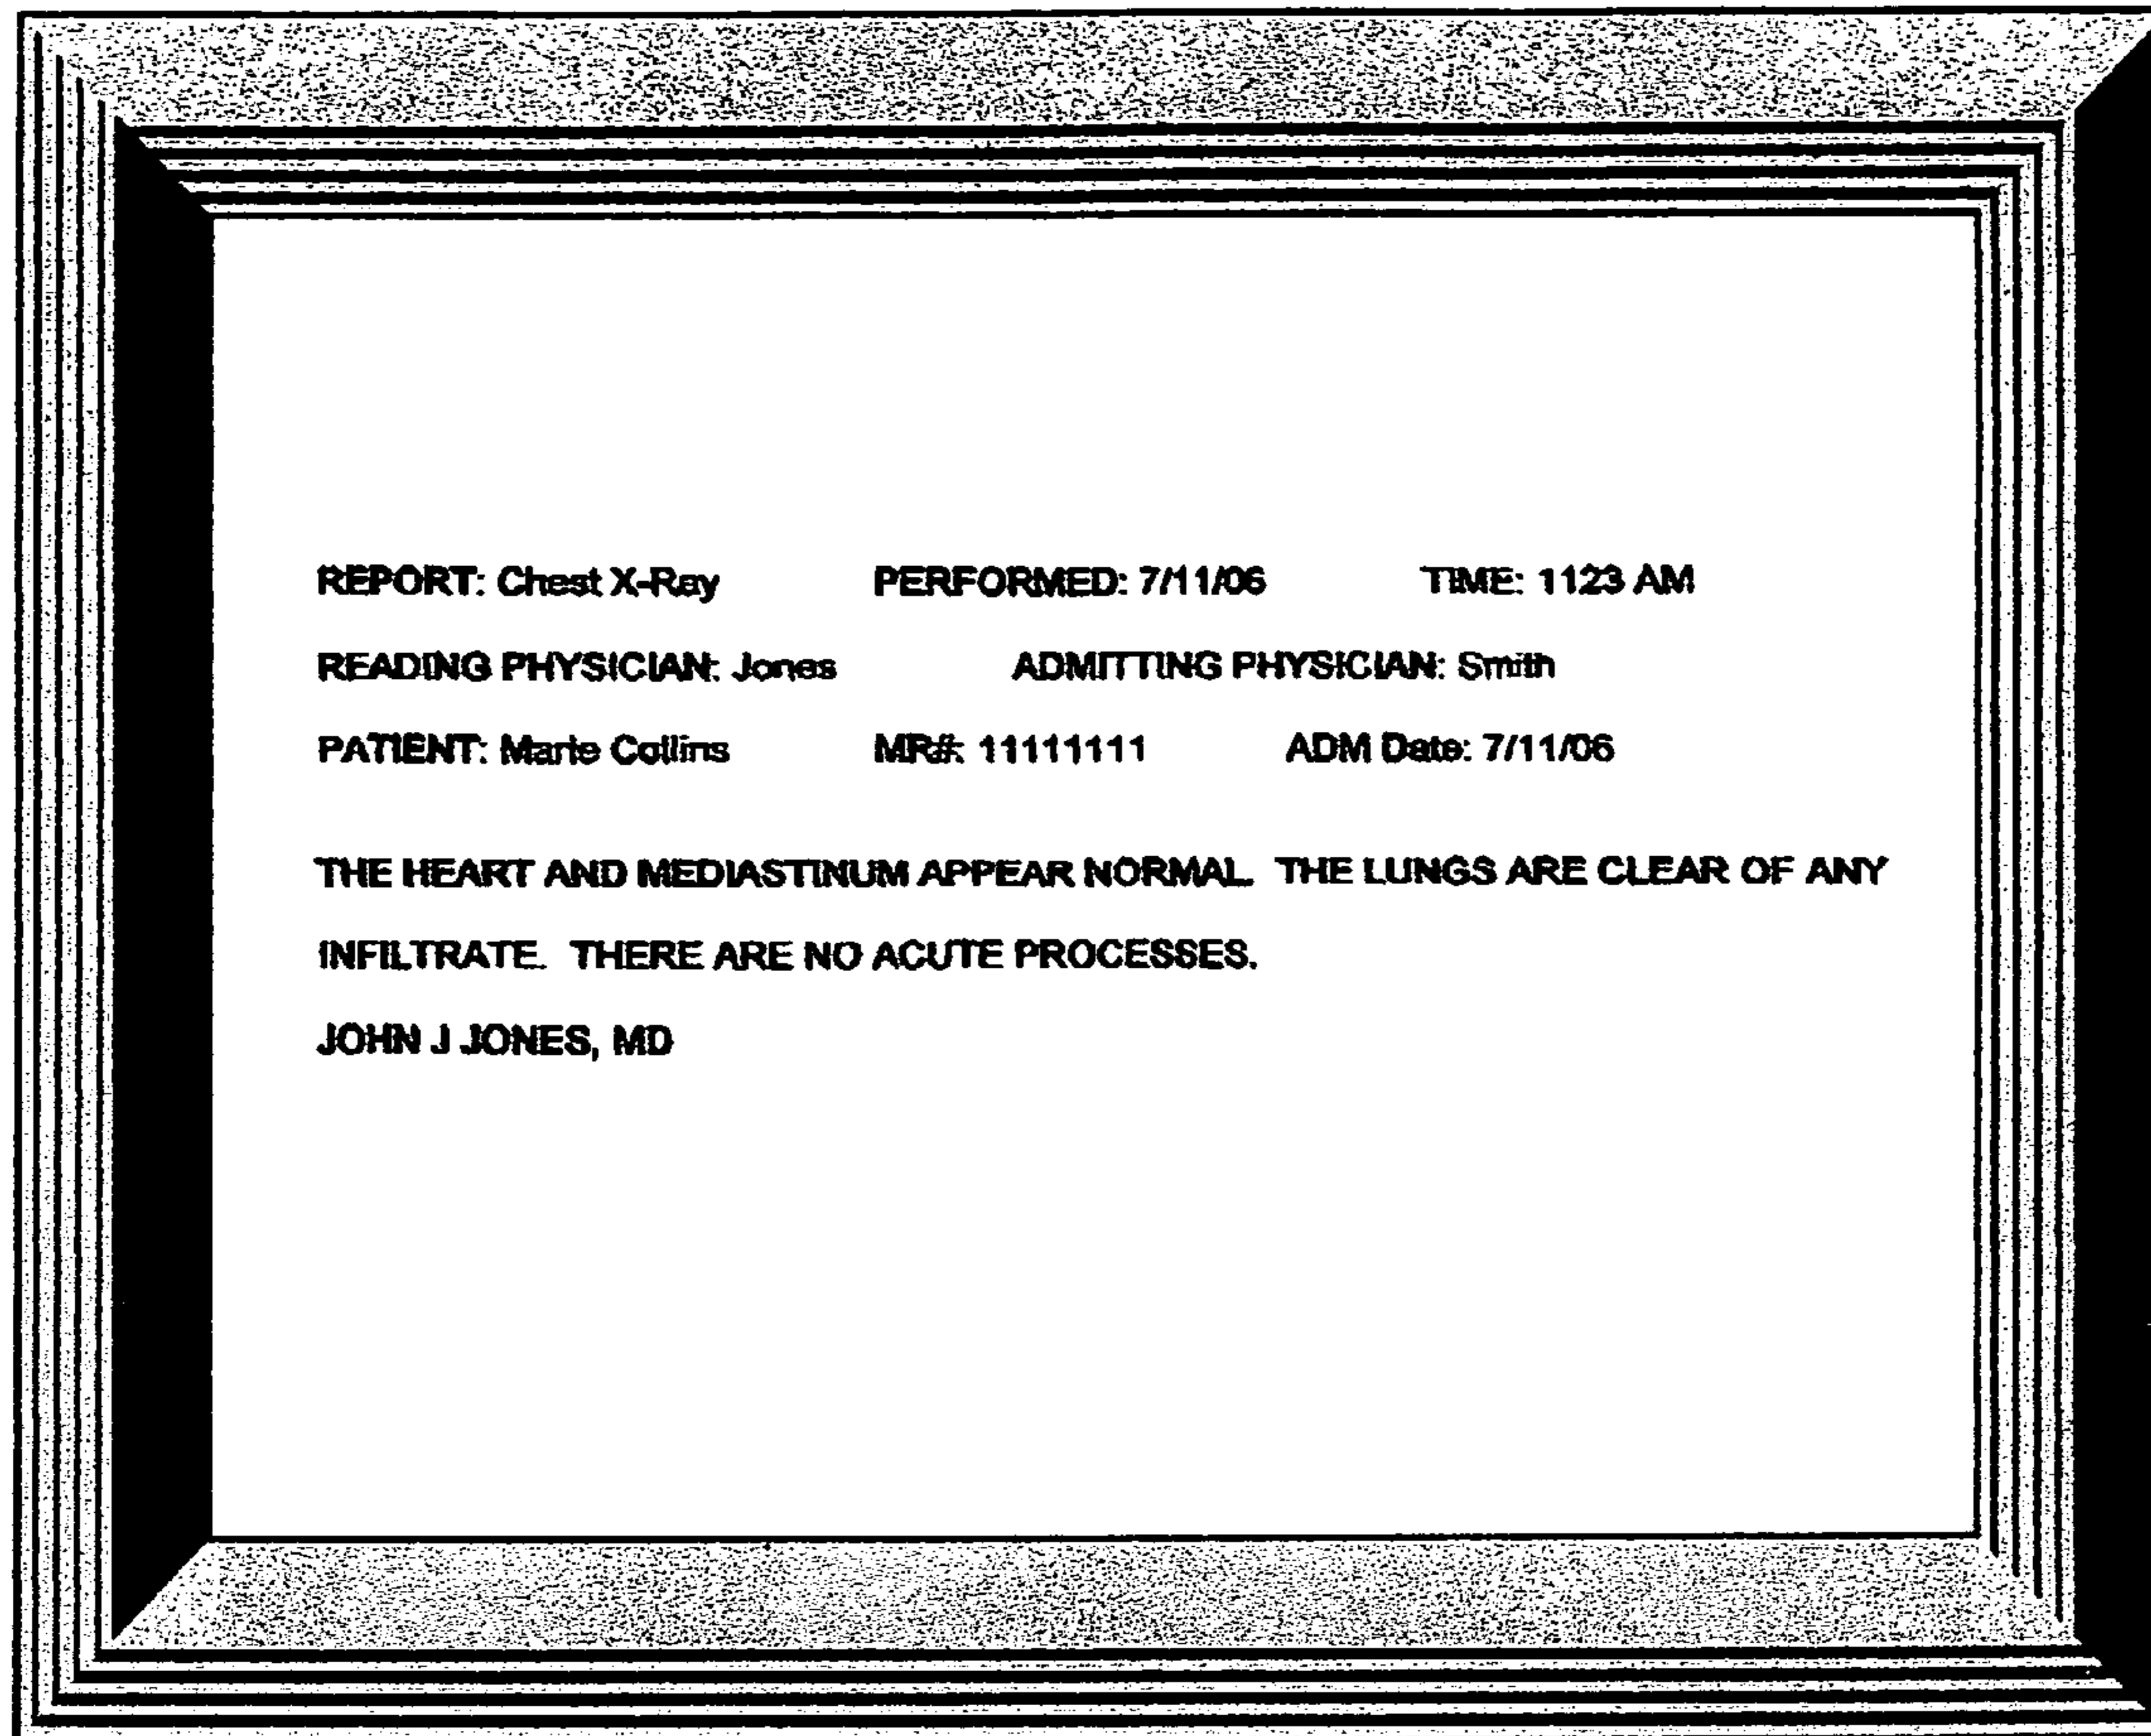 REPORT: Chest X-Ray PERFORMED: 7/11/06 TIME: 1123 AM
READING PHYSICIAN: Jones ADMITTING PHYSICIAN: Smith
PATIENT: Marie Collins MR#: 11111111 ADM Date: 7/11/06
THE HEART AND MEDIASTINUM APPEAR NORMAL. THE LUNGS ARE CLEAR OF ANY
INFILTRATE. THERE ARE NO ACUTE PROCESSES.
JOHN J JONES, MD